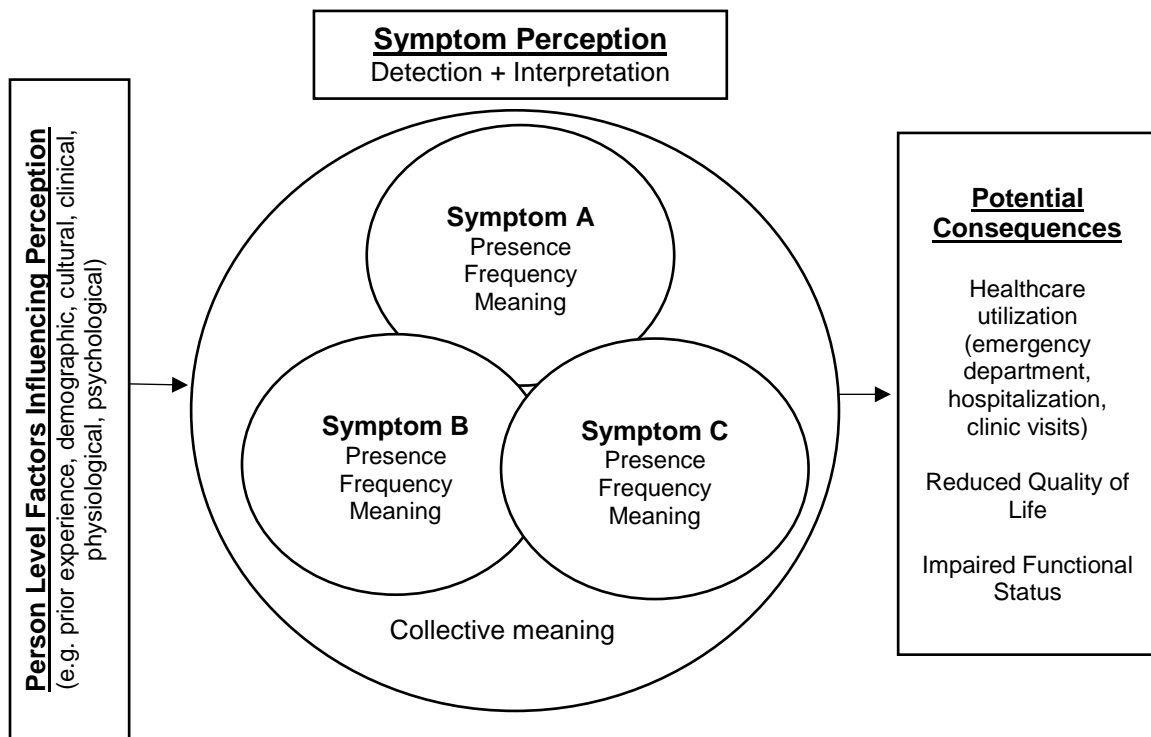 Symptom Perception
Detection + Interpretation
Person Level Factors Influencing Perception
(e.g. prior experience, demographic, cultural, clinical,
physiological, psychological)
Symptom A
Presence
Frequency
Meaning
Symptom B
Presence
Frequency
Meaning
Symptom C
Presence
Frequency
Meaning
Collective meaning
Potential
Consequences
Healthcare
utilization
(emergency
department,
hospitalization,
clinic visits)
Reduced Quality of
Life
Impaired Functional
Status